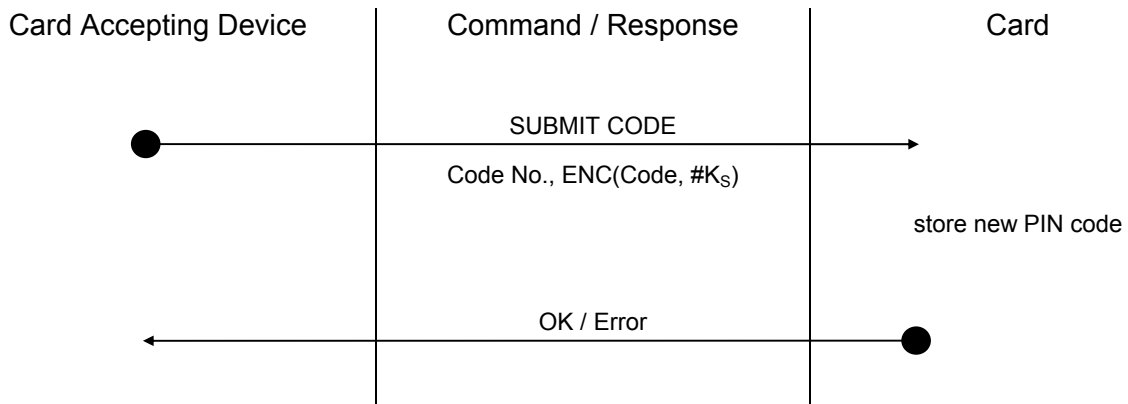 Card Accepting Device
Command / Response
Card
SUBMIT CODE
Code No., ENC(Code, #Kₛ)
store new PIN code
OK / Error